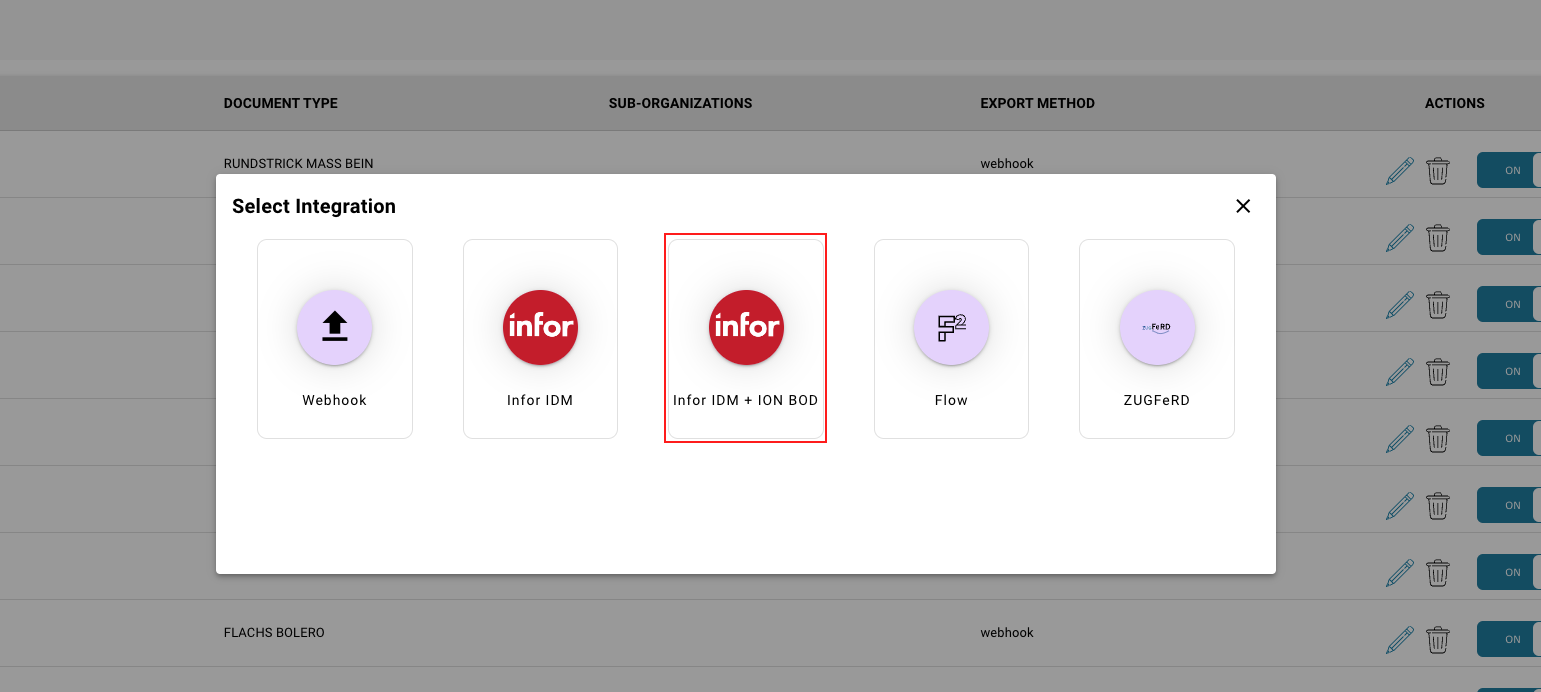 DOCUMENT TYPE SUB-ORGANIZATIONS EXPORT METHOD ACTIONS
RUNDSTRICK MASS BEIN webhook ON
Select Integration
ON
ON
infor infor F2 ZUGFeRD
ON
Webhook Infor IDM Infor IDM + ION BOD Flow ZUGFeRD
ON
ON
ON
FLACHS BOLERO webhook ON